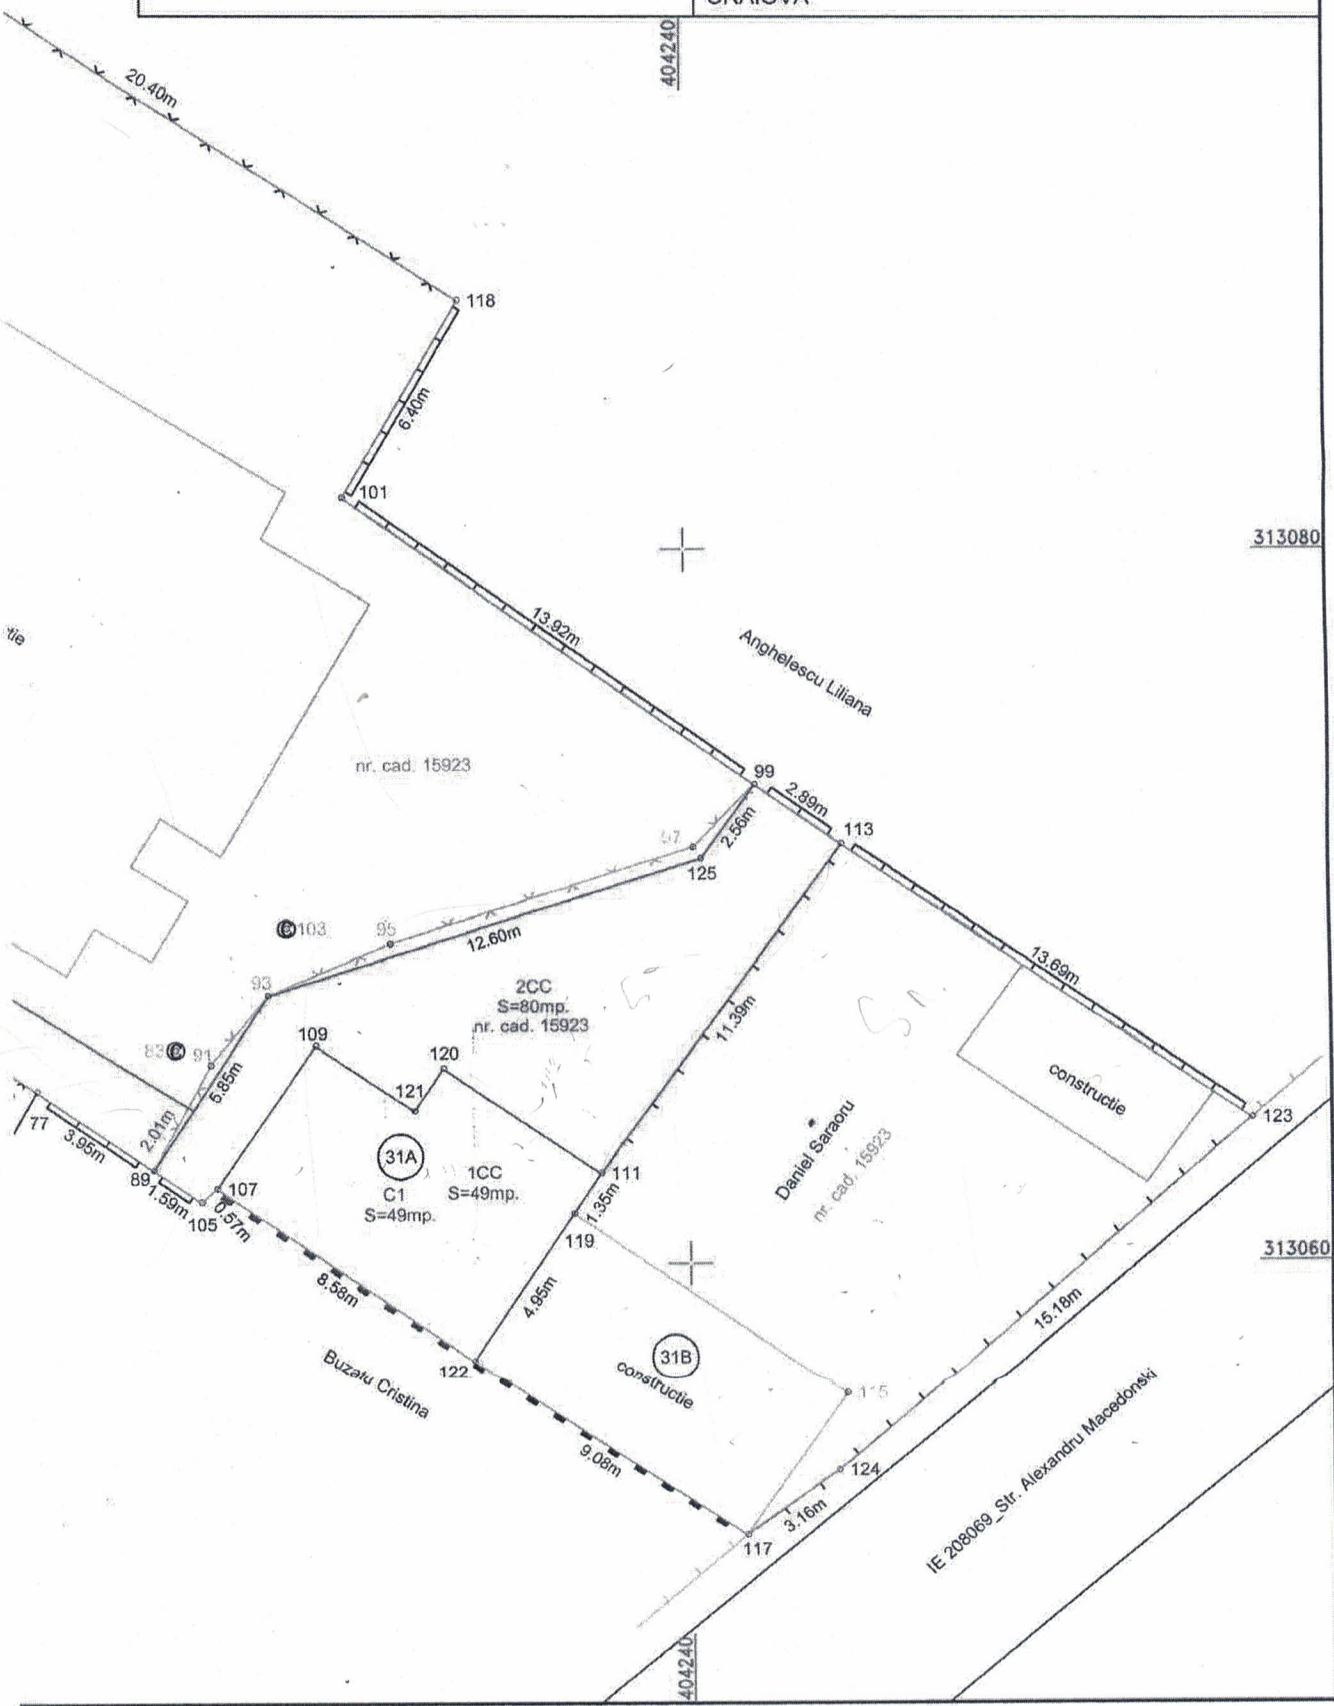 CRAIOVA
404240
20.40m
118
6.40m
101
313080
13.92m
Anghelescu Liliana
nr. cad. 15923
99
2.89m
97
2.56m
113
125
103
95
12.60m
13.69m
93
2CC
S=80mp.
nr. cad. 15923
11.39m
Sr.
83
91
109
120
constructie
5.85m
121
77
2.01m
123
3.95m
31A
Daniel Saraoru
nr. cad. 15923
89
1.59m
107
1CC
S=49mp.
111
C1
S=49mp.
1.35m
105
0.57m
119
313060
4.95m
8.58m
15.18m
31B
constructie
122
Buzatu Cristina
115
9.08m
124
IE 208069_Str. Alexandru Macedonski
3.16m
117
404240